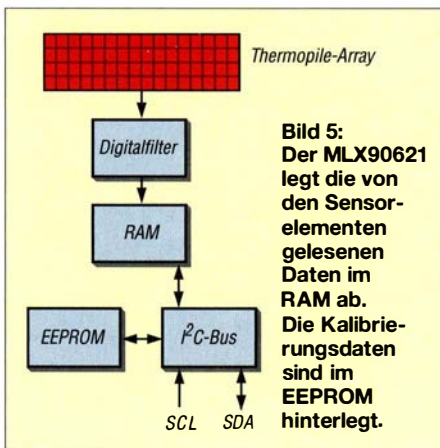 Thermopile-Array
Digitalfilter
RAM
EEPROM
I²C-Bus
SCL
SDA
Bild 5:
Der MLX90621
legt die von
den Sensor-
elementen
gelesenen
Daten im
RAM ab.
Die Kalibrie-
rungsdaten
sind im
EEPROM
hinterlegt.